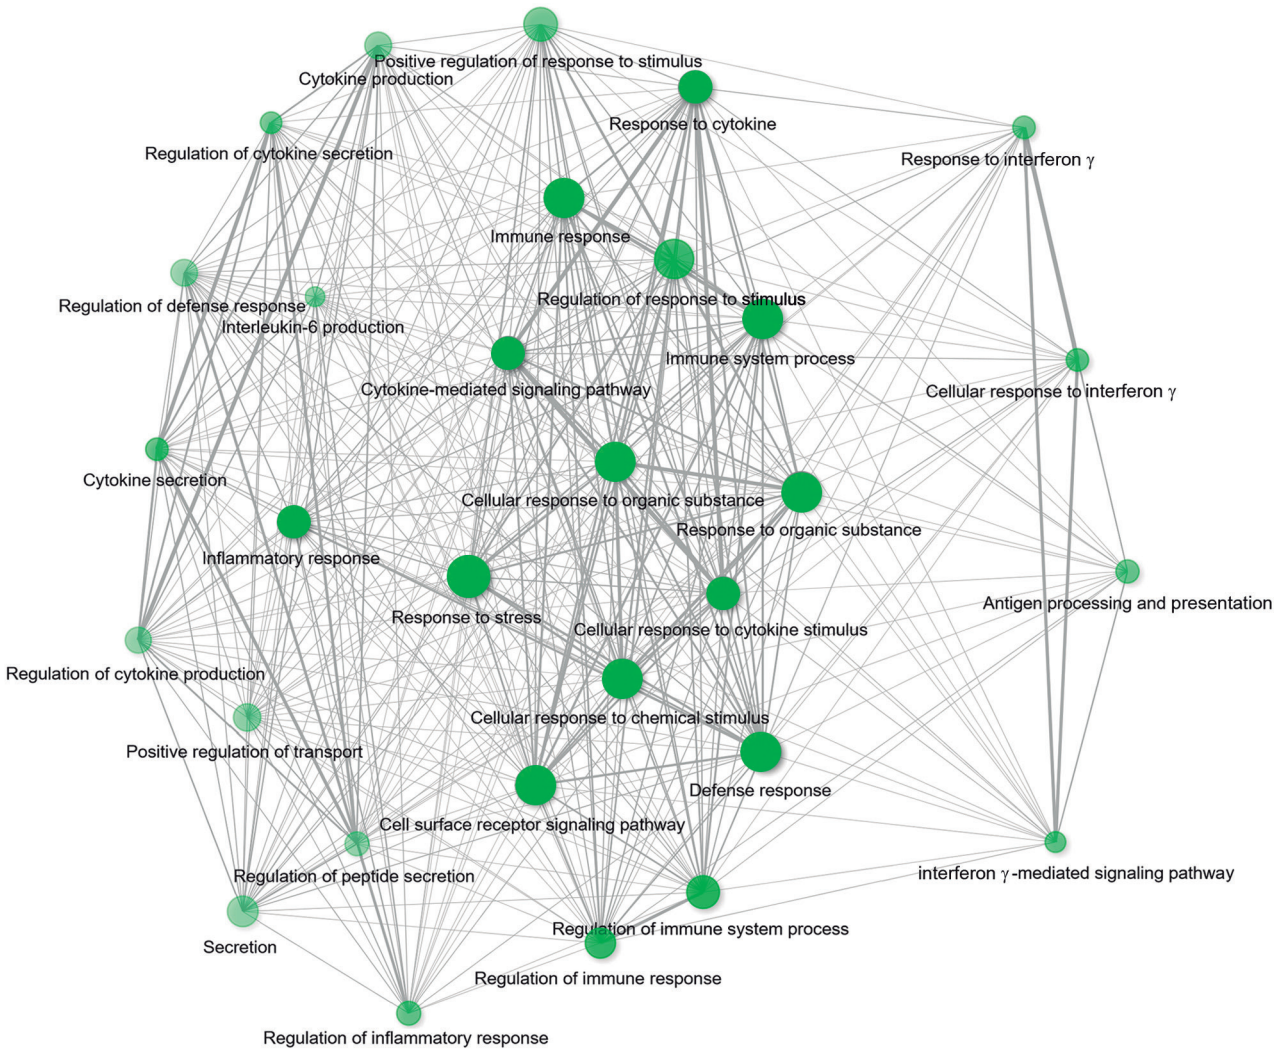 Positive regulation of response to stimulus
Cytokine production
Response to cytokine
Regulation of cytokine secretion
Response to interferon γ
Immune response
Regulation of response to stimulus
Regulation of defense response
Interleukin-6 production
Immune system process
Cytokine-mediated signaling pathway
Cellular response to interferon γ
Cytokine secretion
Cellular response to organic substance
Response to organic substance
Inflammatory response
Antigen processing and presentation
Response to stress
Cellular response to cytokine stimulus
Regulation of cytokine production
Cellular response to chemical stimulus
Positive regulation of transport
Defense response
Cell surface receptor signaling pathway
interferon γ-mediated signaling pathway
Regulation of peptide secretion
Regulation of immune system process
Secretion
Regulation of immune response
Regulation of inflammatory response